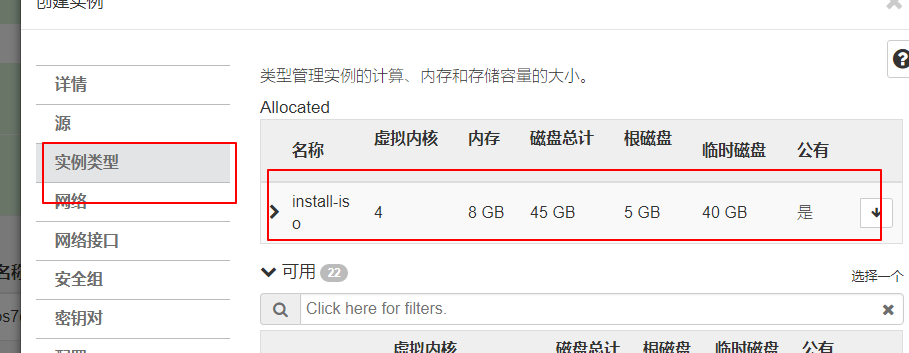 创建实例
详情
源
实例类型
网络
网络接口
安全组
密钥对
类型管理实例的计算、内存和存储容量的大小。
Allocated
名称 虚拟内核 内存 磁盘总计 根磁盘 临时磁盘 公有
install-is
o
4 8 GB 45 GB 5 GB 40 GB 是
可用 22
选择一个
Click here for filters.
虚拟内核 磁盘总计 根磁盘 临时磁盘 公有